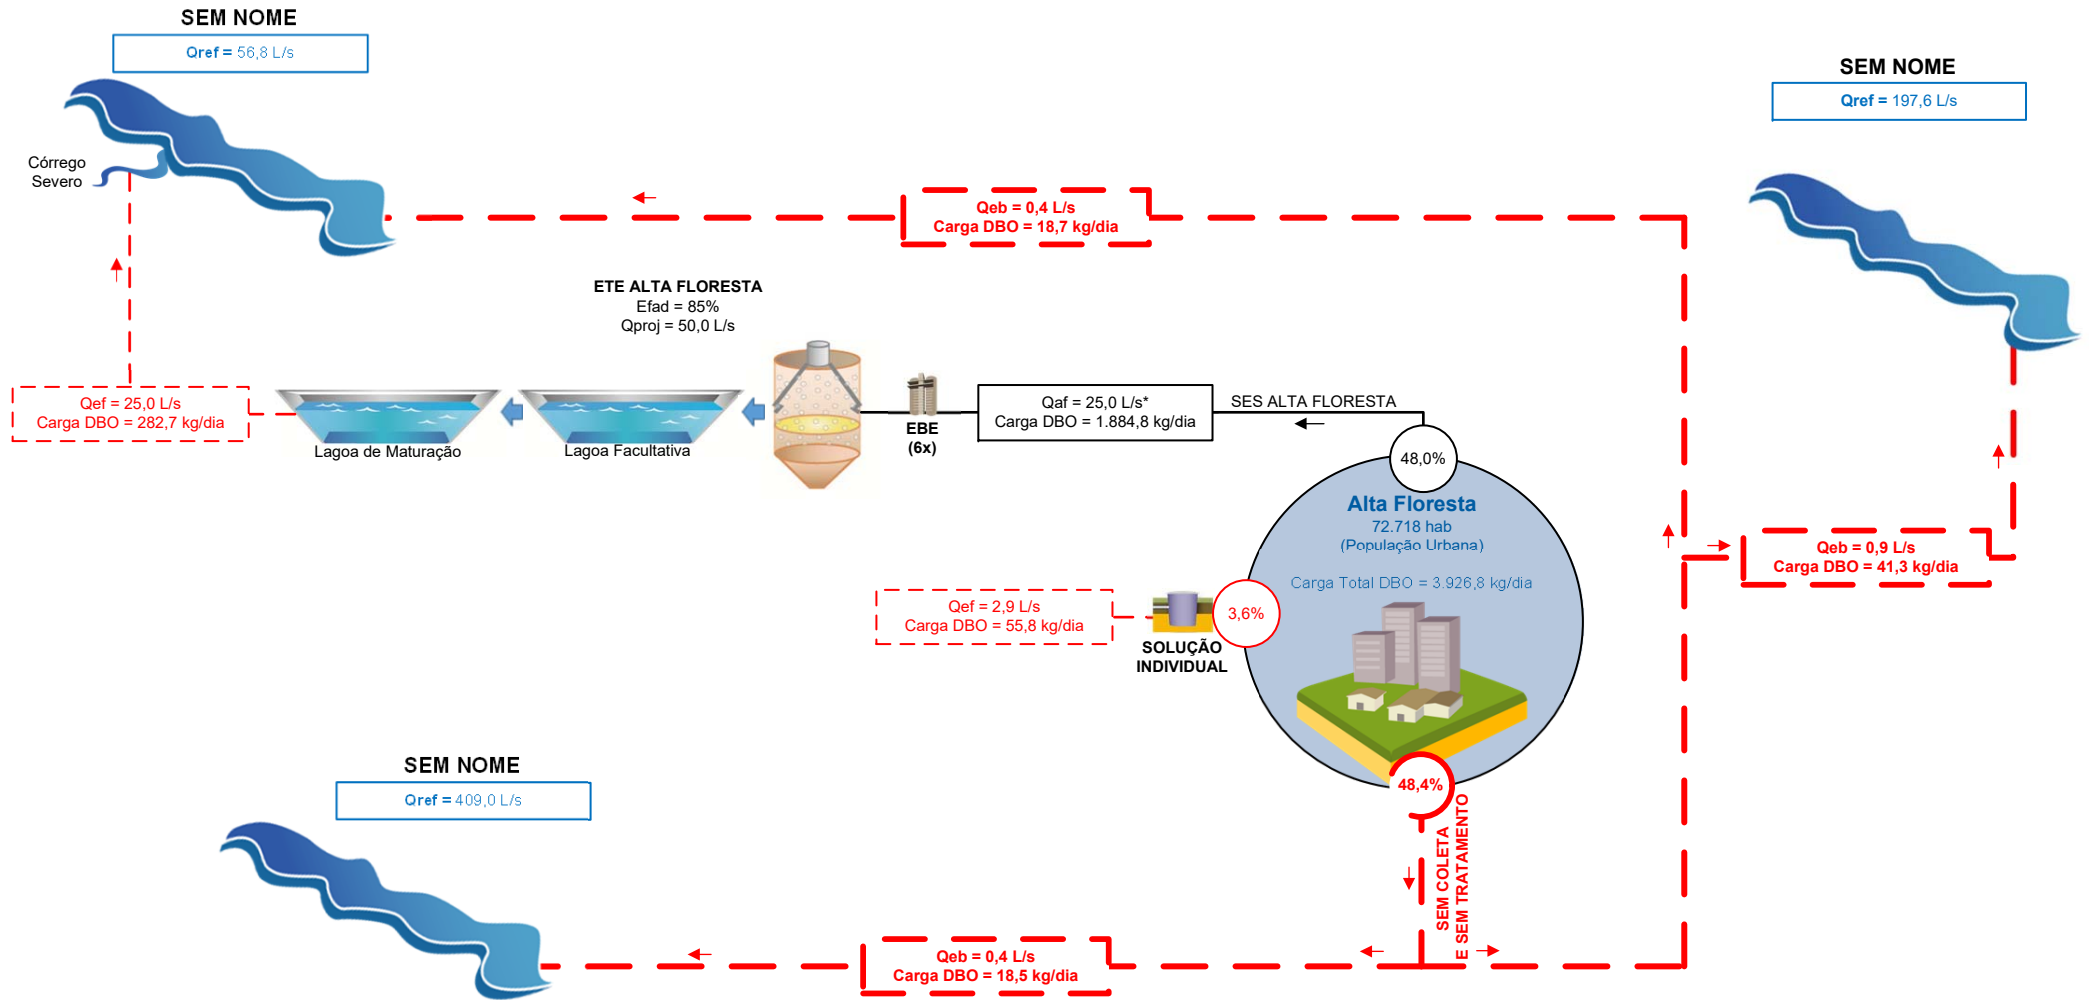 SEM NOME
Qref = 56,8 L/s
SEM NOME
Qref = 197,6 L/s
Córrego
Severo
Qeb = 0,4 L/s
Carga DBO = 18,7 kg/dia
ETE ALTA FLORESTA
Efad = 85%
Qproj = 50,0 L/s
Qef = 25,0 L/s
Carga DBO = 282,7 kg/dia
Lagoa de Maturação
Lagoa Facultativa
EBE
(6x)
Qaf = 25,0 L/s*
Carga DBO = 1.884,8 kg/dia
SES ALTA FLORESTA
48,0%
Alta Floresta
72.718 hab
(População Urbana)
Carga Total DBO = 3.926,8 kg/dia
Qeb = 0,9 L/s
Carga DBO = 41,3 kg/dia
Qef = 2,9 L/s
Carga DBO = 55,8 kg/dia
3,6%
SOLUÇÃO
INDIVIDUAL
48,4%
SEM COLETA
E SEM TRATAMENTO
SEM NOME
Qref = 409,0 L/s
Qeb = 0,4 L/s
Carga DBO = 18,5 kg/dia